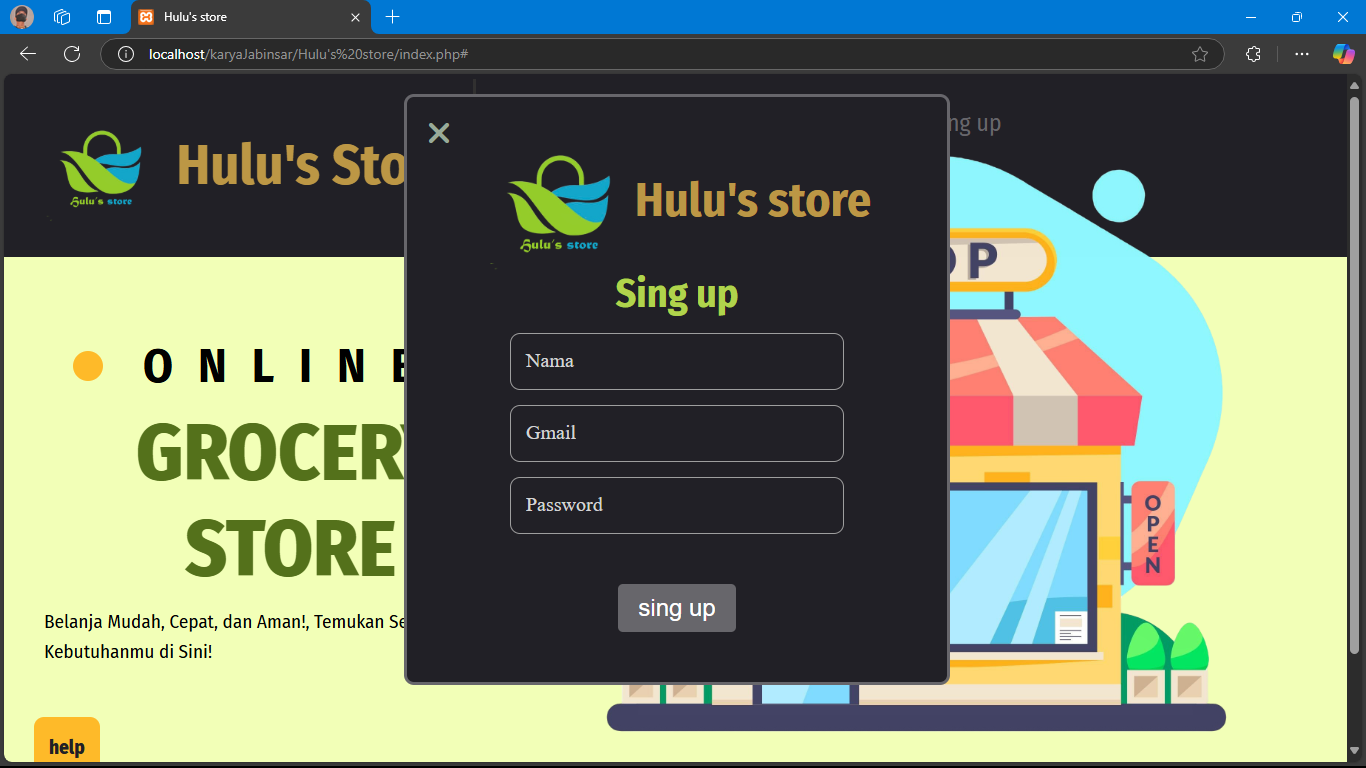 Hulu's store
localhost/karyaJabinsar/Hulu's%20store/index.php#
ng up
Hulu's Sto
Hulu's store
Hulu's store
Hulu's store
Sing up
Nama
Gmail
Password
sing up
O N L I N E
GROCERY
STORE
Belanja Mudah, Cepat, dan Aman!, Temukan Se
Kebutuhanmu di Sini!
help
OP
OPEN